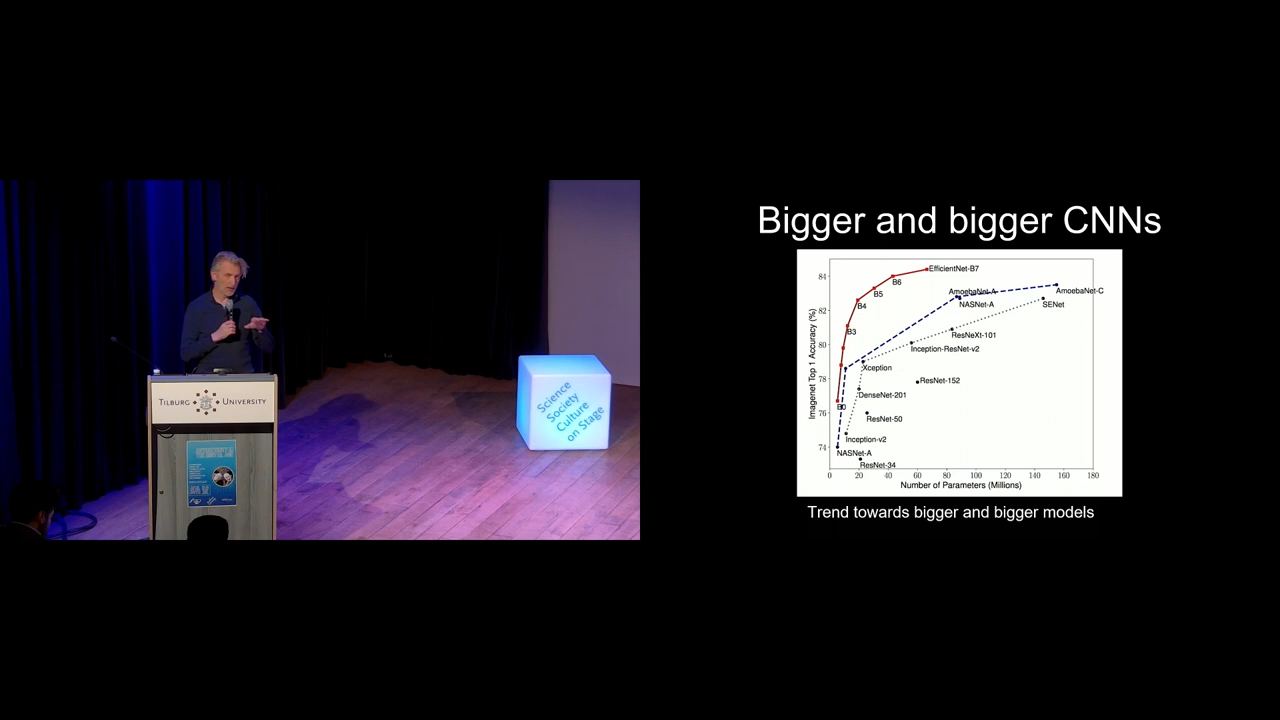 TILBURG UNIVERSITY
Science
Society
Culture
on Stage
Bigger and bigger CNNs
Imagenet Top 1 Accuracy (%)
84
82
80
78
76
74
EfficientNet-B7
B6
B5
B4
B3
B0
AmoebaNet-A
AmoebaNet-C
NASNet-A
SENet
ResNeXt-101
Inception-ResNet-v2
Xception
ResNet-152
DenseNet-201
ResNet-50
Inception-v2
NASNet-A
ResNet-34
0 20 40 60 80 100 120 140 160 180
Number of Parameters (Millions)
Trend towards bigger and bigger models